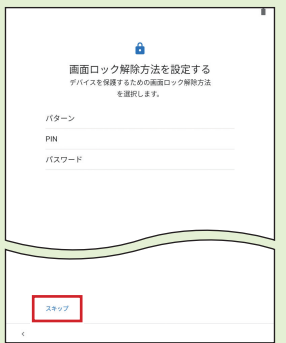 画面ロック解除方法を設定する
デバイスを保護するための画面ロック解除方法
を選択します。
パターン
PIN
パスワード
スキップ